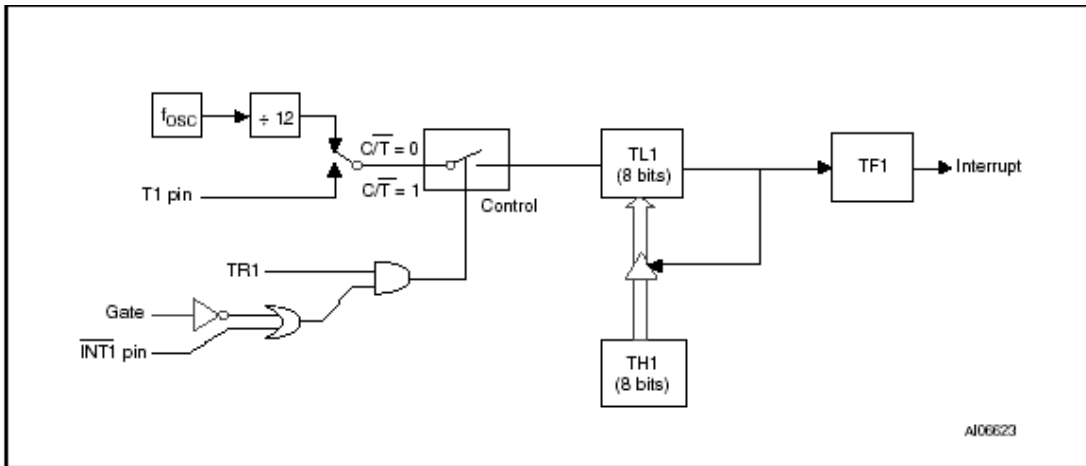 fOSC
÷ 12
C/T̅ = 0
C/T̅ = 1
T1 pin
Control
TL1
(8 bits)
TF1
Interrupt
TR1
Gate
I̅N̅T̅1̅ pin
TH1
(8 bits)
AI06623